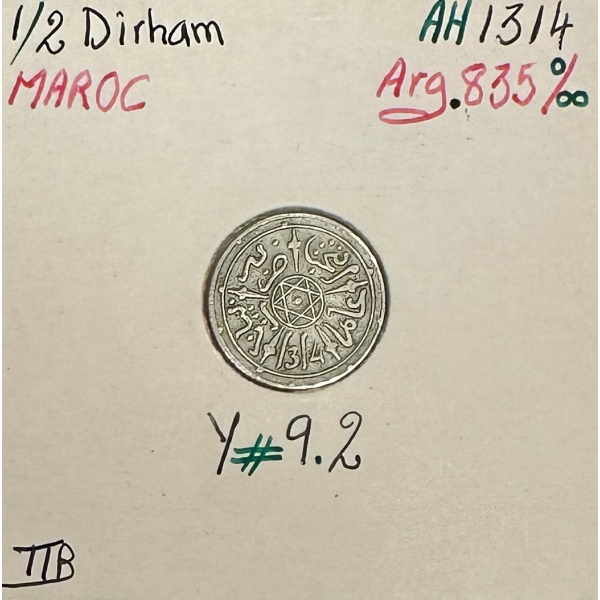 1/2 Dirham AH 1314
MAROC Arg. 835‰
1314
Y#9.2
TTB